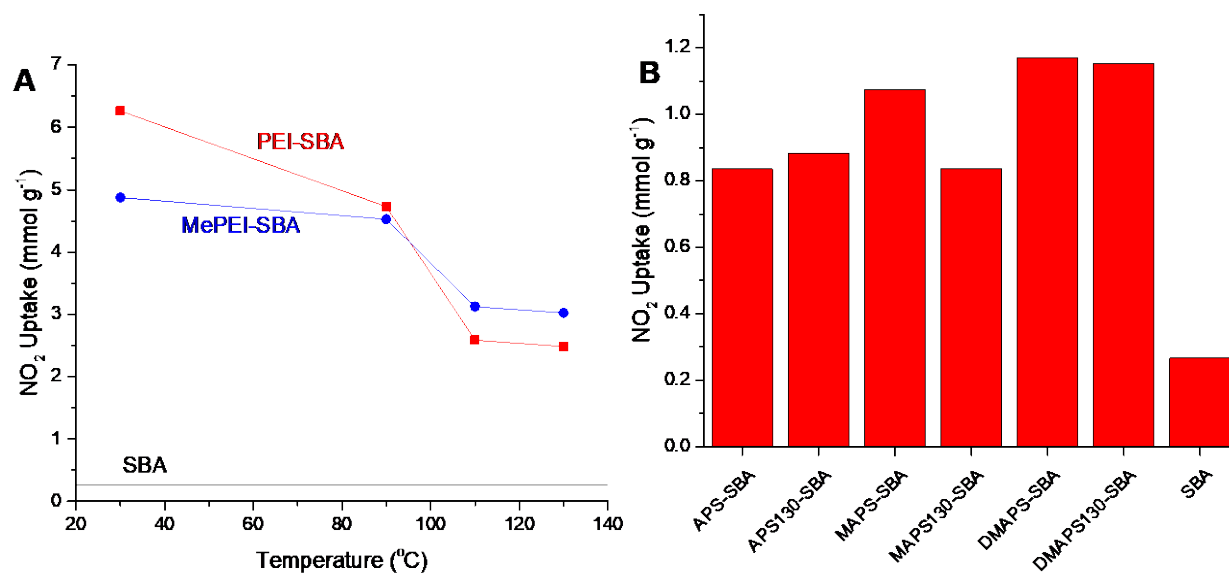 A
7
6
5
4
3
2
1
0
NO₂ Uptake (mmol g⁻¹)
PEI-SBA
MePEI-SBA
SBA
20 40 60 80 100 120 140
Temperature (°C)
B
1.2
1.0
0.8
0.6
0.4
0.2
0.0
NO₂ Uptake (mmol g⁻¹)
APS-SBA
APS130-SBA
MAPS-SBA
MAPS130-SBA
DMAPS-SBA
DMAPS130-SBA
SBA